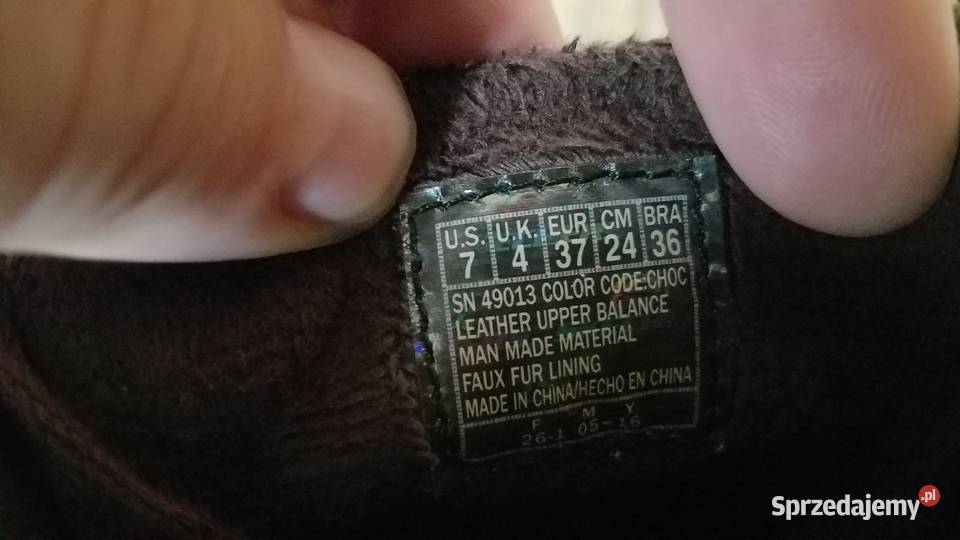 U.S. U.K. EUR CM BRA
7 4 37 24 36
SN 49013 COLOR CODE:CHOC
LEATHER UPPER BALANCE
MAN MADE MATERIAL
FAUX FUR LINING
MADE IN CHINA/HECHO EN CHINA
F M Y
26-1 05-16
Sprzedajemy.pl